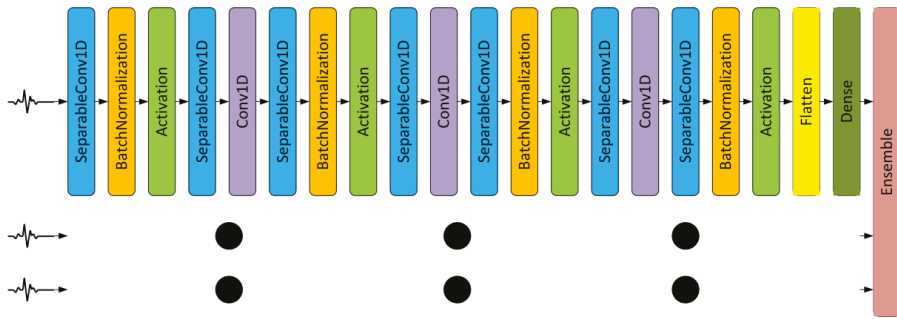 SeparableConv1D
BatchNormalization
Activation
SeparableConv1D
Conv1D
SeparableConv1D
BatchNormalization
Activation
SeparableConv1D
Conv1D
SeparableConv1D
BatchNormalization
Activation
SeparableConv1D
Conv1D
SeparableConv1D
BatchNormalization
Activation
Flatten
Dense
Ensemble